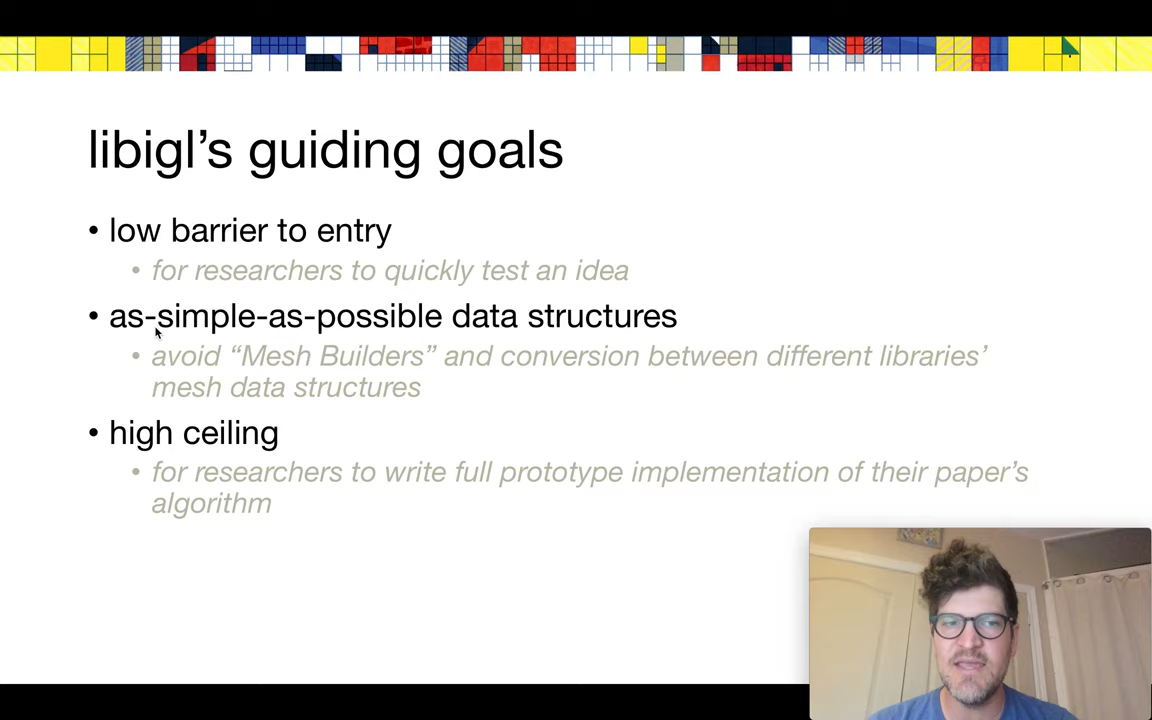 libigl’s guiding goals
• low barrier to entry
• for researchers to quickly test an idea
• as-simple-as-possible data structures
• avoid “Mesh Builders” and conversion between different libraries’
mesh data structures
• high ceiling
• for researchers to write full prototype implementation of their paper’s
algorithm